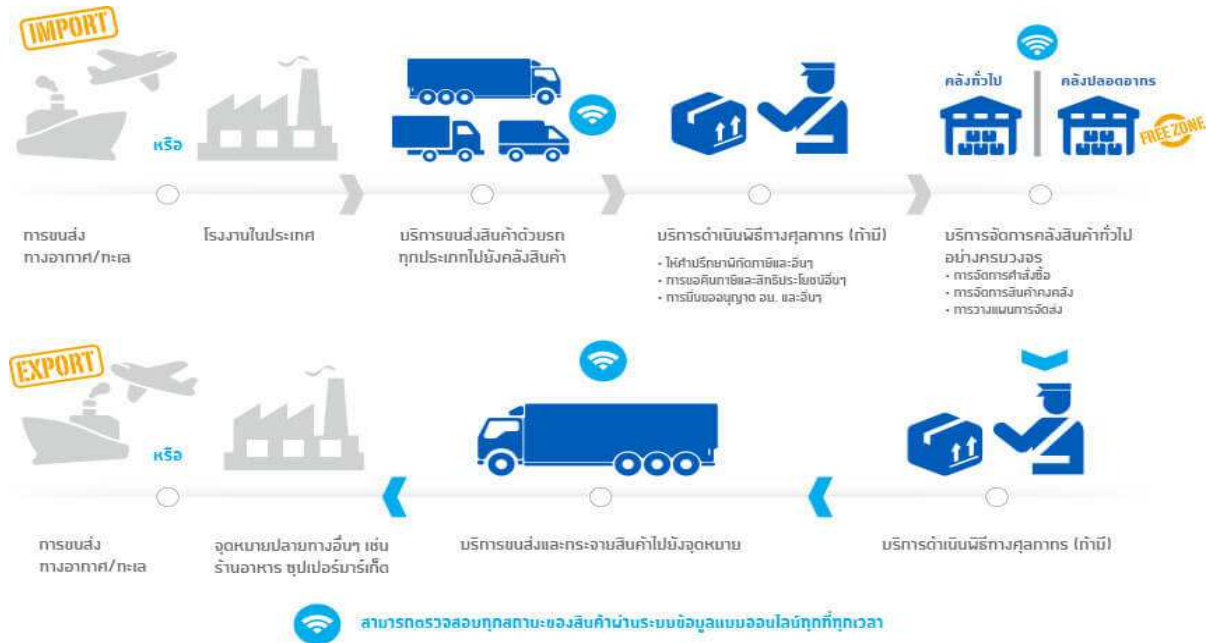 IMPORT
หรือ
คลังทั่วไป
คลังปลอดอากร
FREE ZONE
การขนส่ง
ทางอากาศ/ทะเล
โรงงานในประเทศ
บริการขนส่งสินค้าด้วยรถ
ทุกประเภทไปยังคลังสินค้า
บริการดำเนินพิธีทางศุลกากร (ถ้ามี)
• ให้คำปรึกษาพิกัดภาษีและอื่นๆ
• การขอคืนภาษีและสิทธิประโยชน์อื่นๆ
• การยื่นขออนุญาต อย. และอื่นๆ
บริการจัดการคลังสินค้าทั่วไป
อย่างครบวงจร
• การจัดการคำสั่งซื้อ
• การจัดการสินค้าคงคลัง
• การวางแผนการจัดส่ง
EXPORT
หรือ
การขนส่ง
ทางอากาศ/ทะเล
จุดหมายปลายทางอื่นๆ เช่น
ร้านอาหาร ซุปเปอร์มาร์เก็ต
บริการขนส่งและกระจายสินค้าไปยังจุดหมาย
บริการดำเนินพิธีทางศุลกากร (ถ้ามี)
สามารถตรวจสอบทุกสถานะของสินค้าผ่านระบบข้อมูลแบบออนไลน์ทุกที่ทุกเวลา